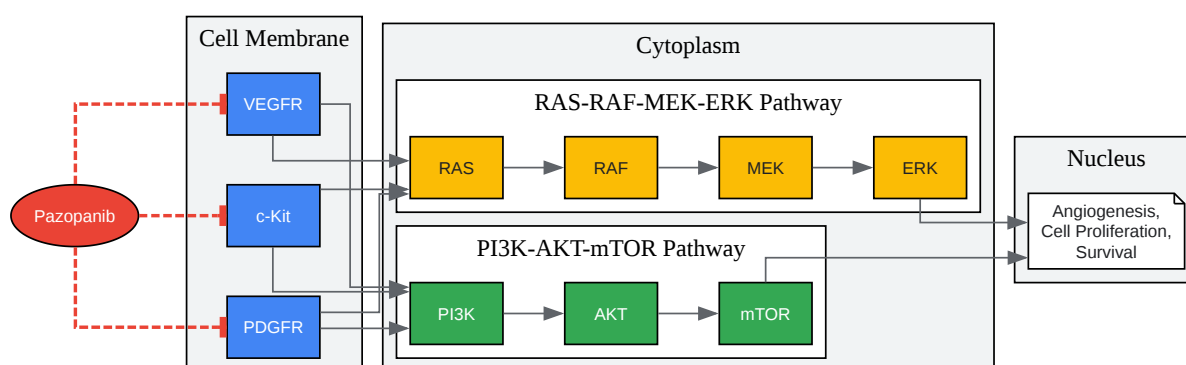 Cell Membrane
Cytoplasm
VEGFR
RAS-RAF-MEK-ERK Pathway
RAS
RAF
MEK
ERK
Nucleus
Pazopanib
c-Kit
Angiogenesis,
Cell Proliferation,
Survival
PI3K-AKT-mTOR Pathway
PDGFR
PI3K
AKT
mTOR